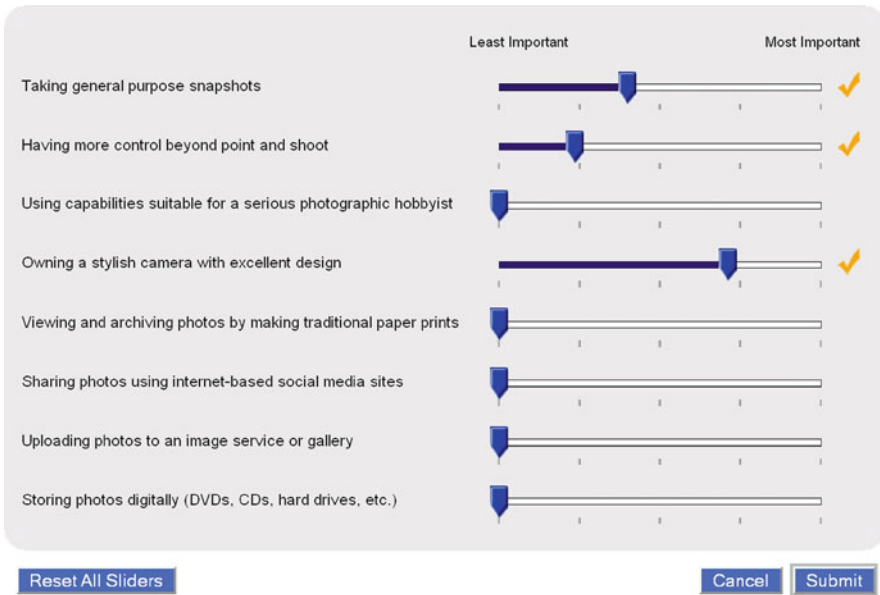 Least Important Most Important
Taking general purpose snapshots
Having more control beyond point and shoot
Using capabilities suitable for a serious photographic hobbyist
Owning a stylish camera with excellent design
Viewing and archiving photos by making traditional paper prints
Sharing photos using internet-based social media sites
Uploading photos to an image service or gallery
Storing photos digitally (DVDs, CDs, hard drives, etc.)
Reset All Sliders Cancel Submit